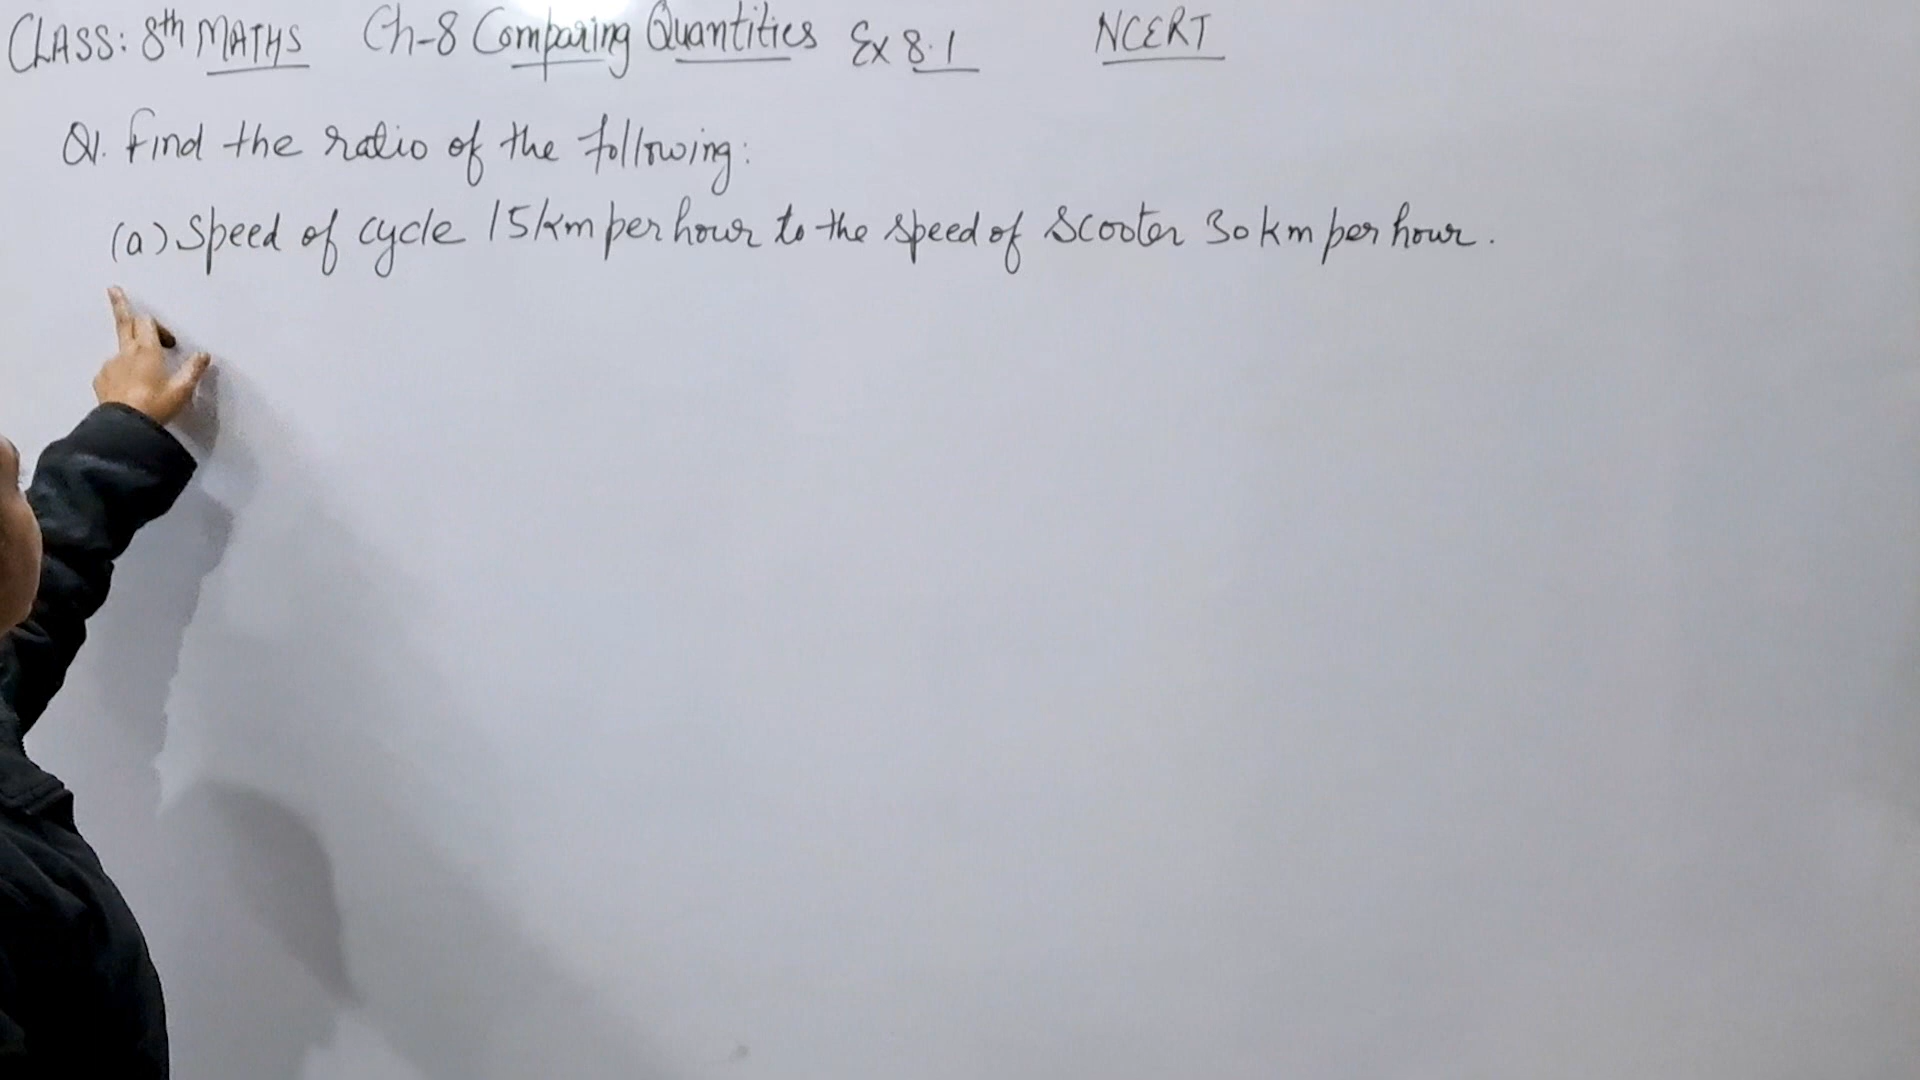 CLASS: 8th MATHS Ch-8 Comparing Quantities Ex 8.1 NCERT
Q1. Find the ratio of the following:
(a) Speed of cycle 15 km per hour to the speed of scooter 30 km per hour.